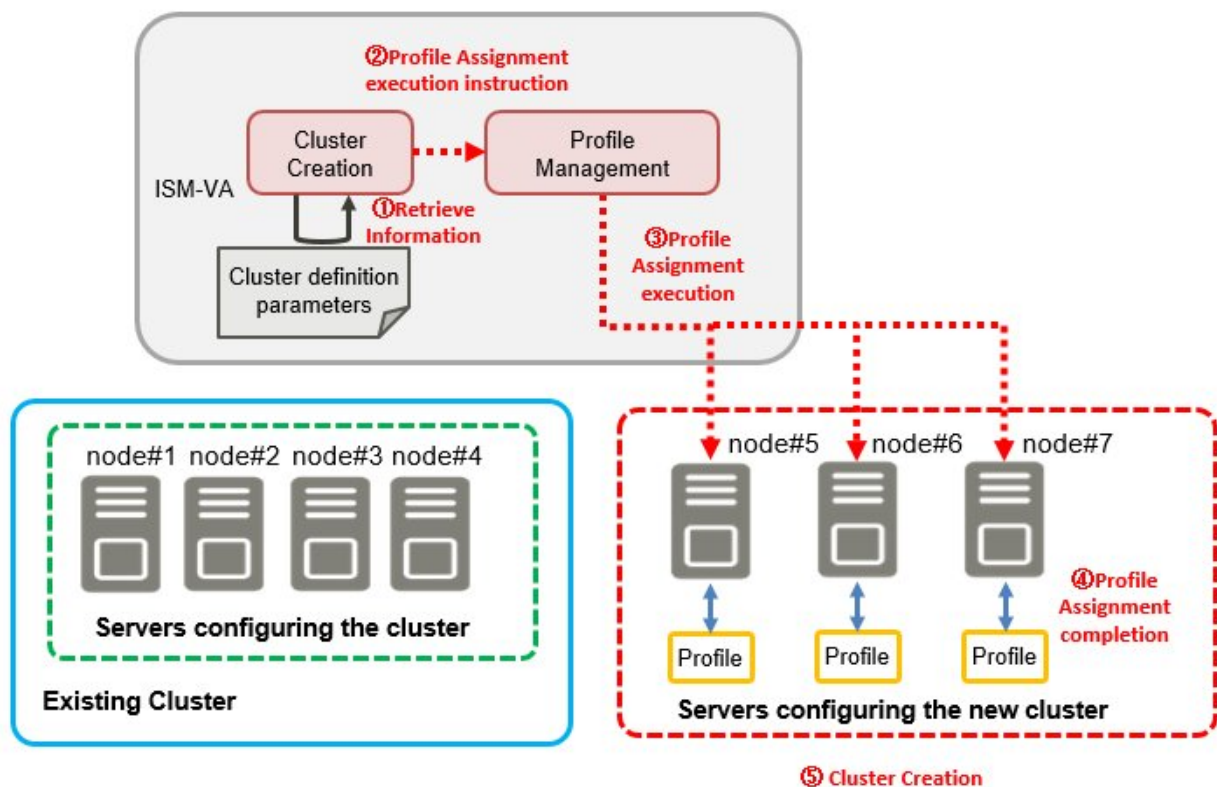 ②Profile Assignment
execution instruction
Cluster
Creation
Profile
Management
ISM-VA
①Retrieve
Information
③Profile
Assignment
execution
Cluster definition
parameters
node#1 node#2 node#3 node#4
node#5 node#6 node#7
④Profile
Assignment
completion
Servers configuring the cluster
Profile Profile Profile
Existing Cluster
Servers configuring the new cluster
⑤ Cluster Creation